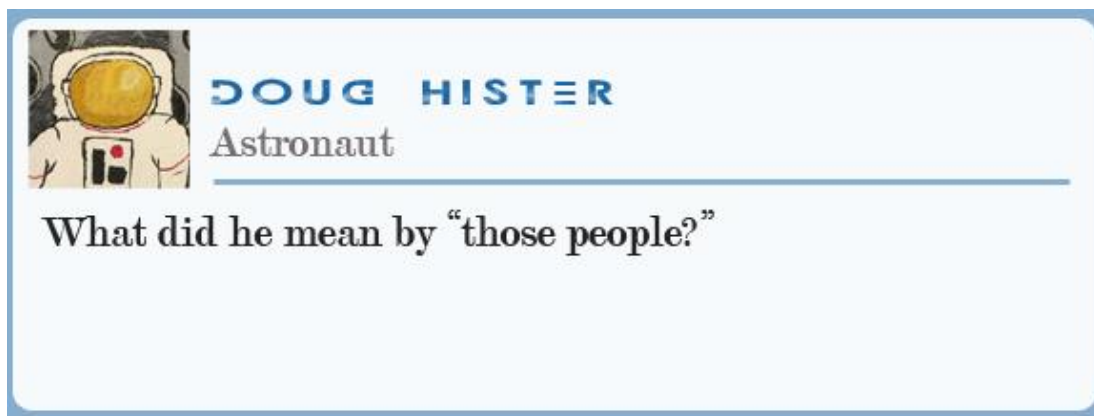 DOUG HISTER
Astronaut
What did he mean by “those people?”